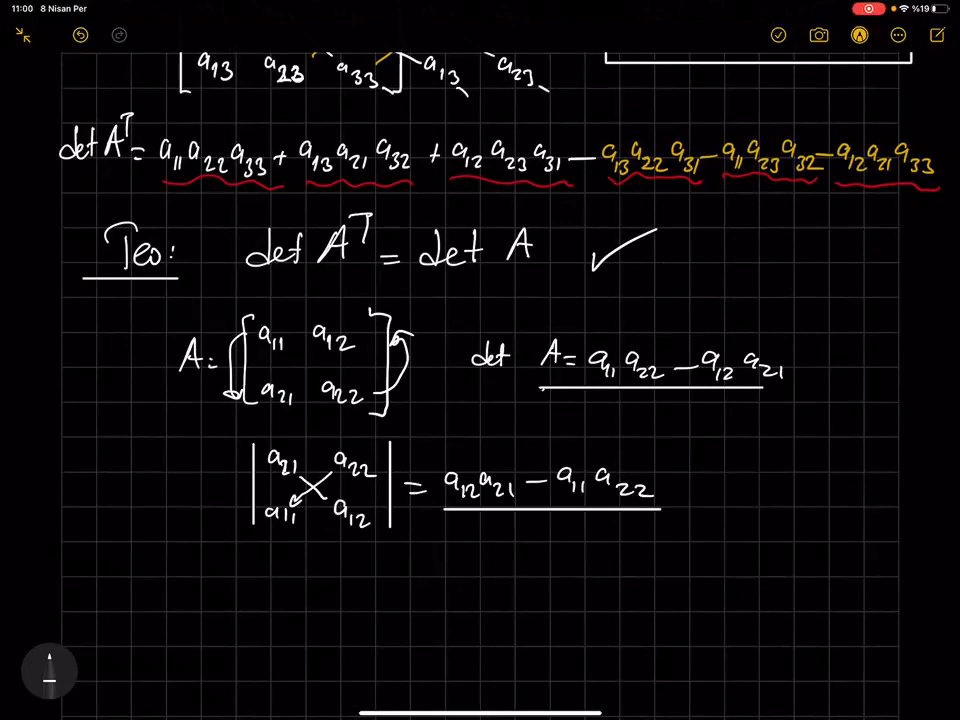 11:00 8 Nisan Per %19
a13 a23 a33 a13 a23
det Aᵀ = a11 a22 a33 + a13 a21 a32 + a12 a23 a31 − a13 a22 a31 − a11 a23 a32 − a12 a21 a33
Teo: det Aᵀ = det A ✓
A = [ a11 a12
a21 a22 ] det A = a11 a22 − a12 a21
| a21 a22
a11 a12 | = a12 a21 − a11 a22